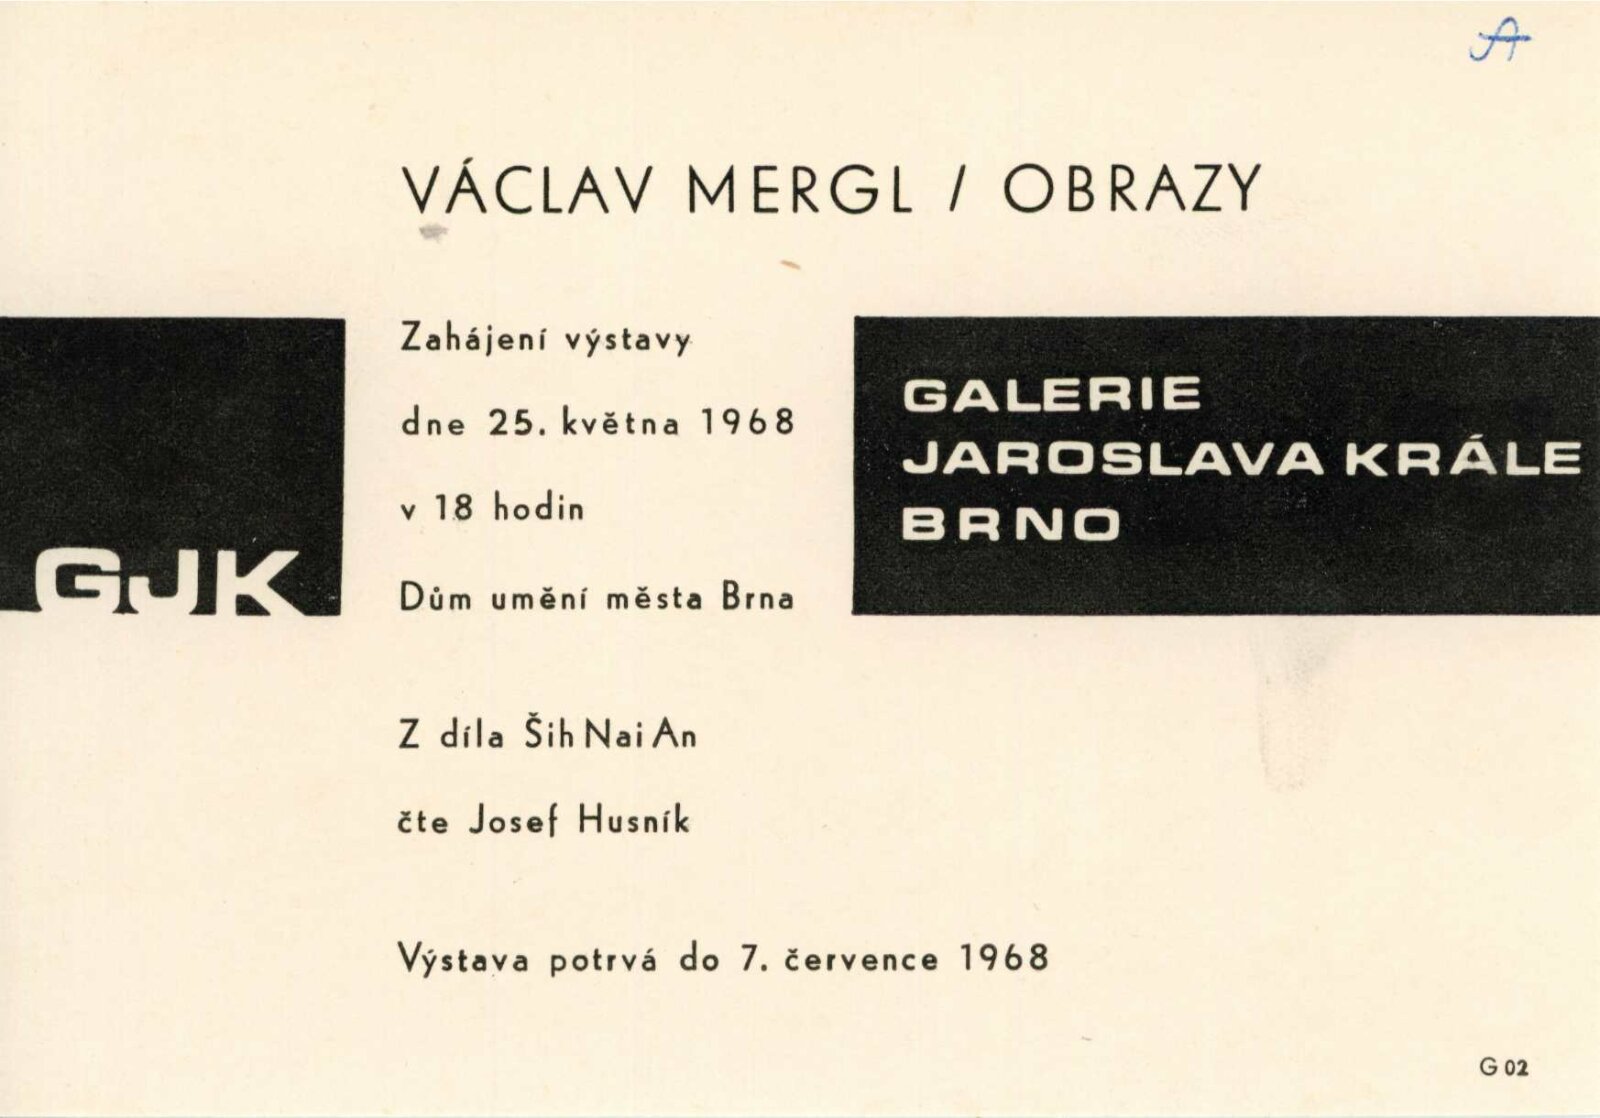 A
VÁCLAV MERGL / OBRAZY
Zahájení výstavy
dne 25. května 1968
v 18 hodin
Dům umění města Brna
GJK
GALERIE
JAROSLAVA KRÁLE
BRNO
Z díla Ših Nai An
čte Josef Husník
Výstava potrvá do 7. července 1968
G 02